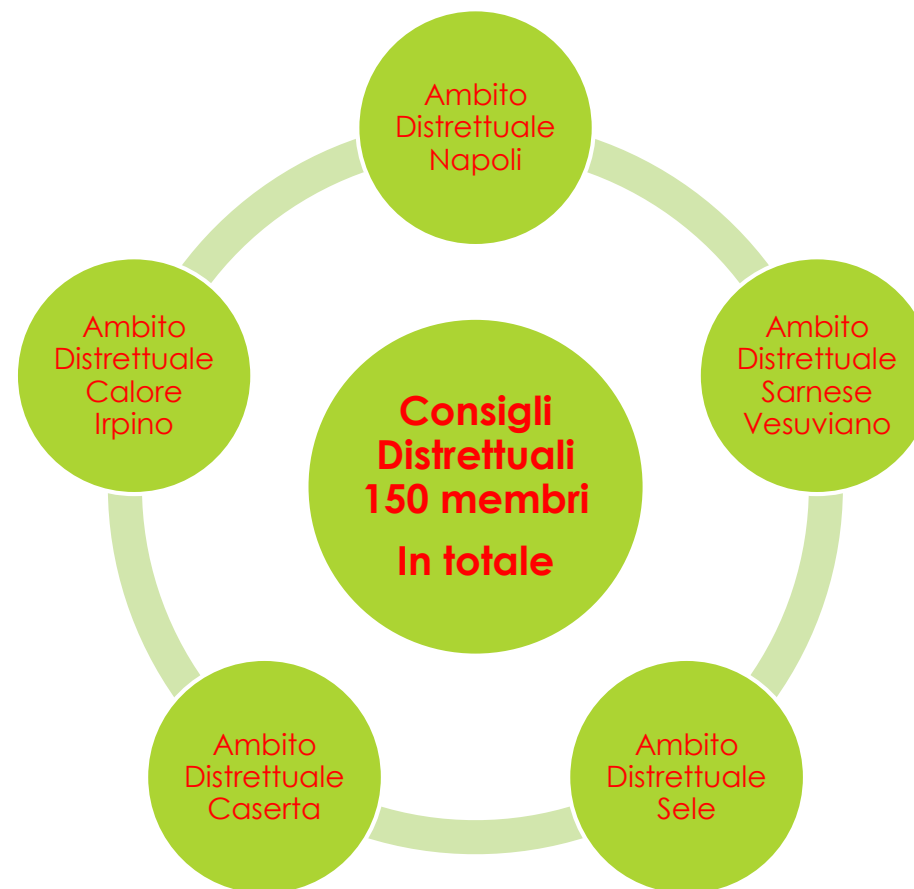 Ambito
Distrettuale
Napoli
Ambito
Distrettuale
Calore
Irpino
Ambito
Distrettuale
Sarnese
Vesuviano
Consigli
Distrettuali
150 membri
In totale
Ambito
Distrettuale
Caserta
Ambito
Distrettuale
Sele